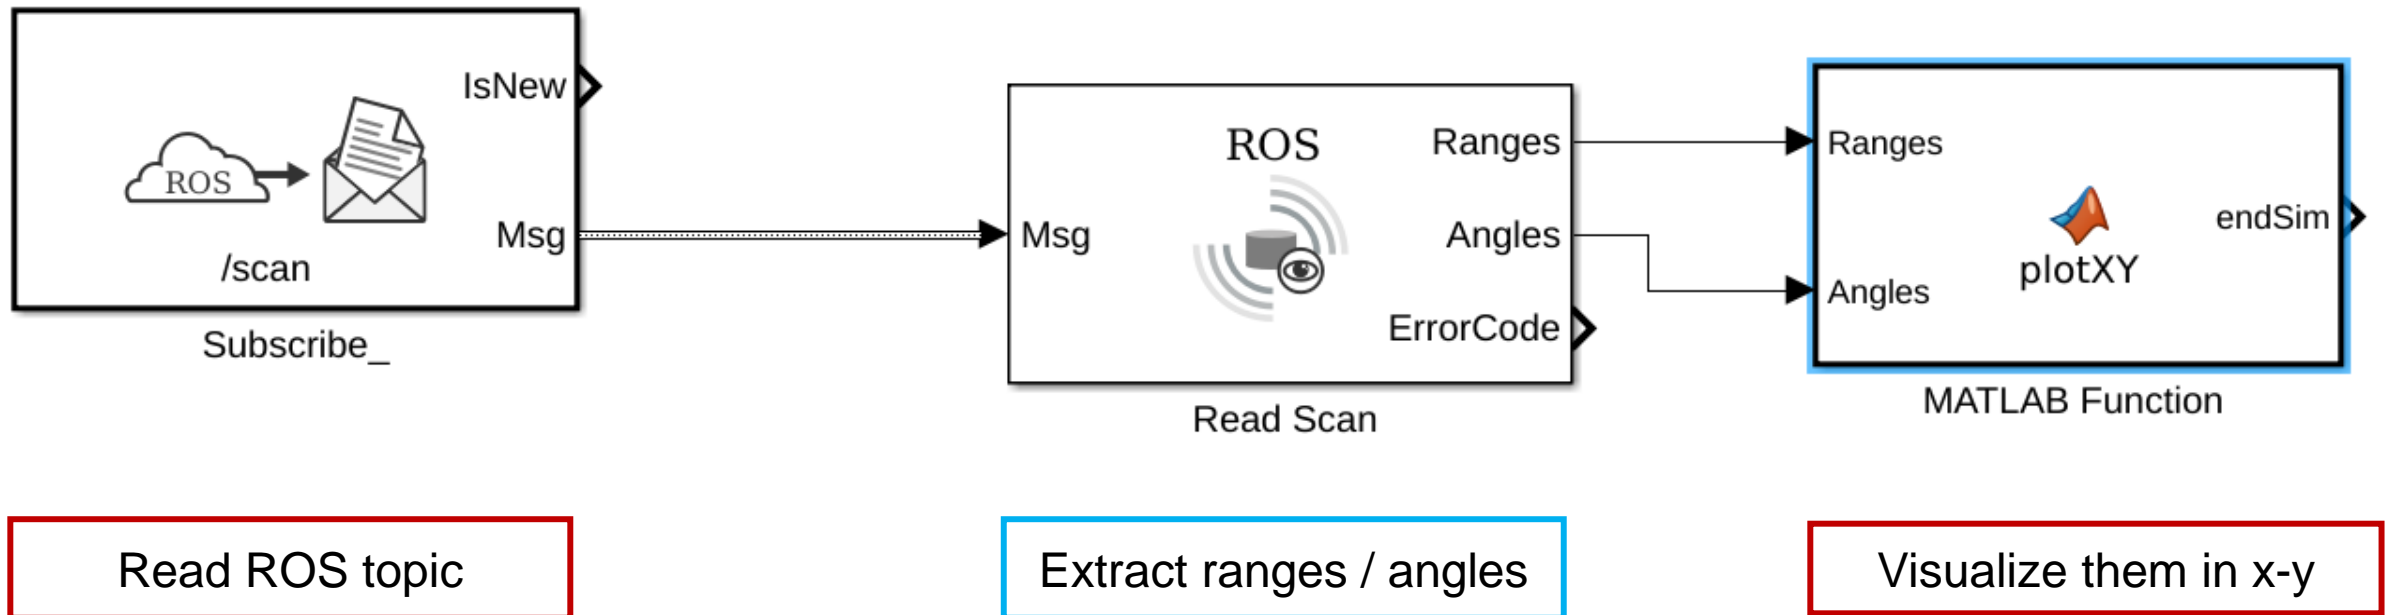 IsNew
ROS
Msg
/scan
Subscribe_
ROS
Msg
Ranges
Angles
ErrorCode
Read Scan
Ranges
Angles
plotXY
endSim
MATLAB Function
Read ROS topic
Extract ranges / angles
Visualize them in x-y